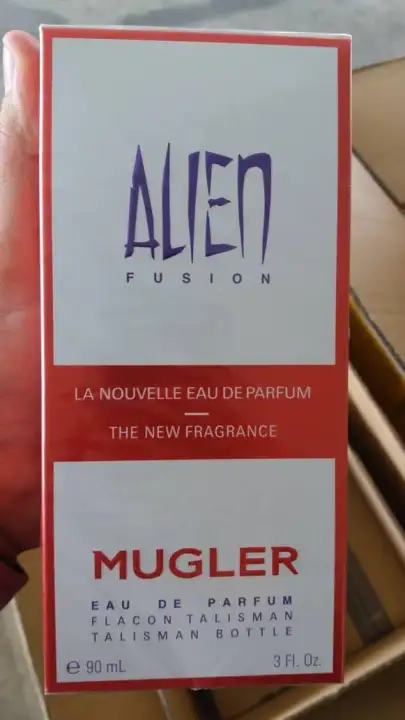 ALIEN
FUSION
LA NOUVELLE EAU DE PARFUM
THE NEW FRAGRANCE
MUGLER
EAU DE PARFUM
FLACON TALISMAN
TALISMAN BOTTLE
℮ 90 mL 3 Fl. Oz.